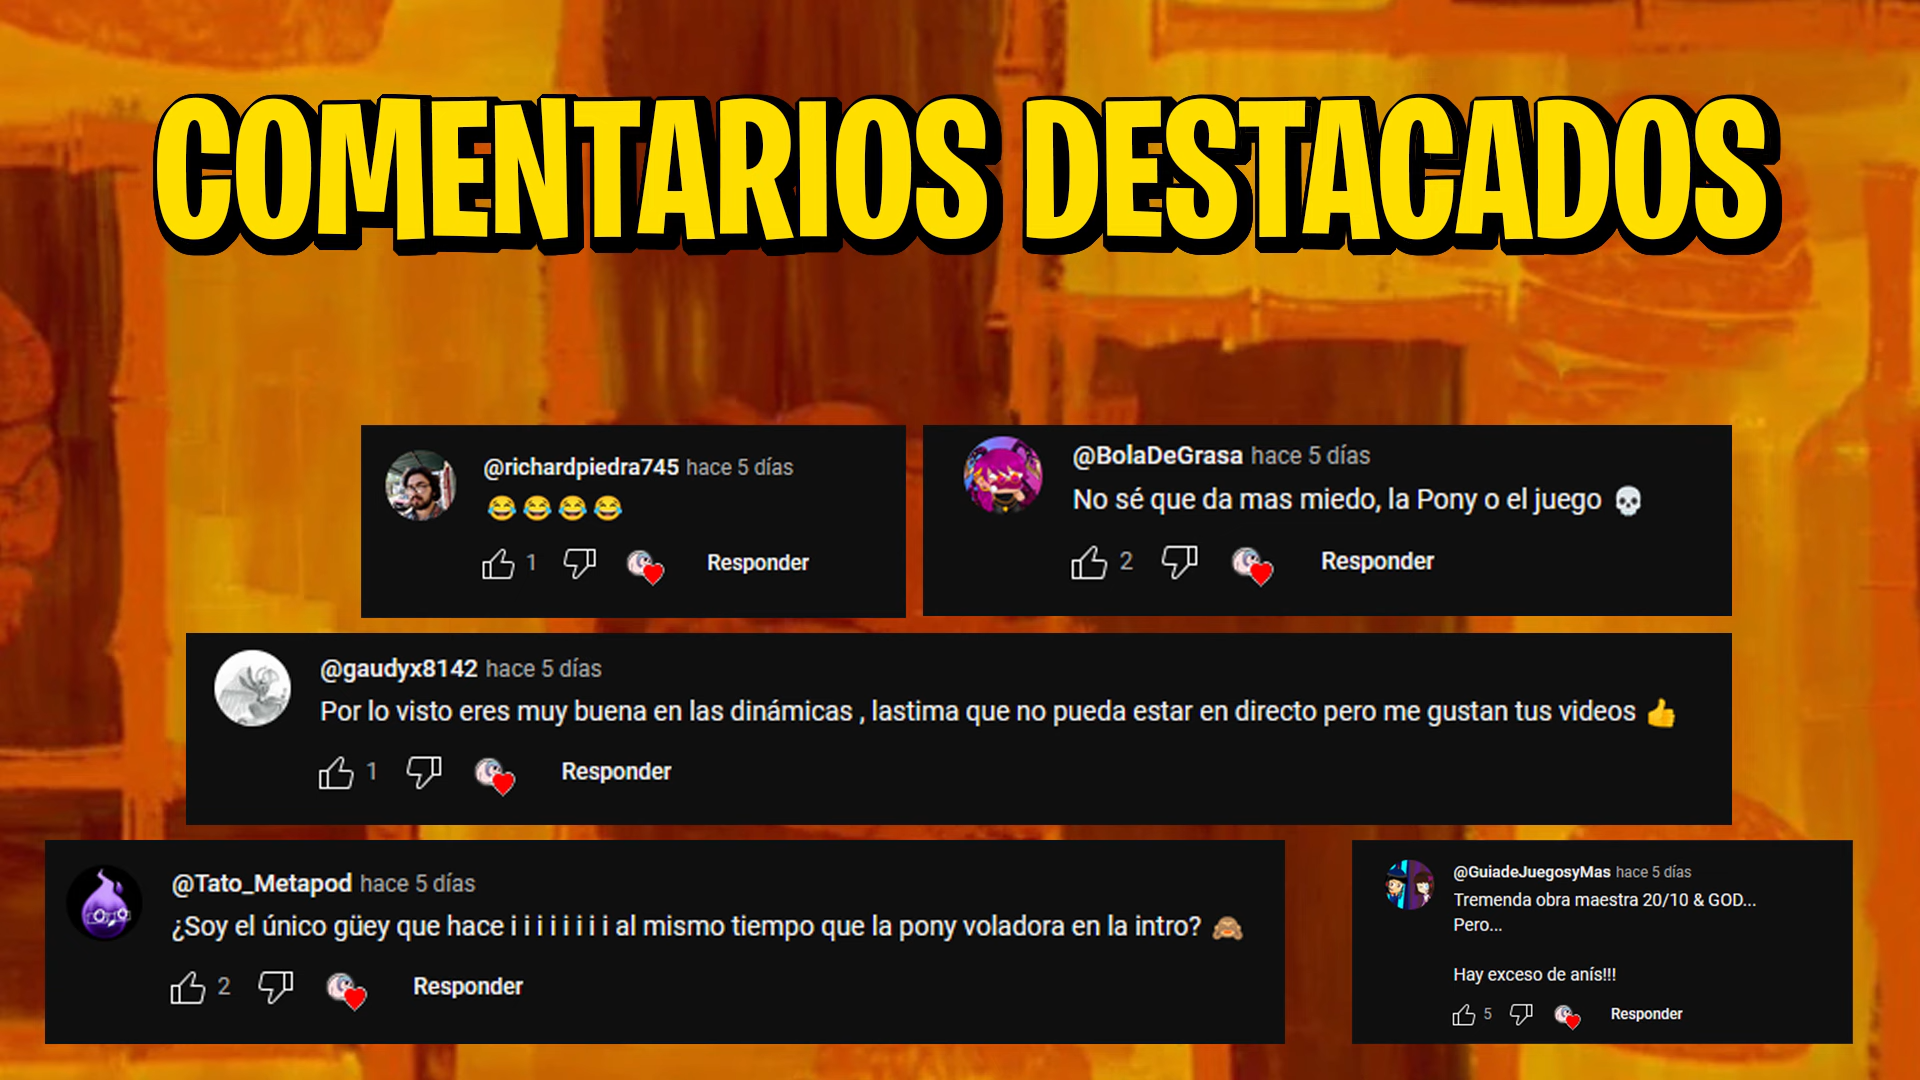 COMENTARIOS DESTACADOS
@richardpiedra745 hace 5 días
😂😂😂😂
1 Responder
@BolaDeGrasa hace 5 días
No sé que da mas miedo, la Pony o el juego 💀
2 Responder
@gaudyx8142 hace 5 días
Por lo visto eres muy buena en las dinámicas , lastima que no pueda estar en directo pero me gustan tus videos 👍
1 Responder
@Tato_Metapod hace 5 días
¿Soy el único güey que hace i i i i i i i i al mismo tiempo que la pony voladora en la intro? 🙈
2 Responder
@GuiadeJuegosyMas hace 5 días
Tremenda obra maestra 20/10 & GOD...
Pero...
Hay exceso de anís!!!
5 Responder